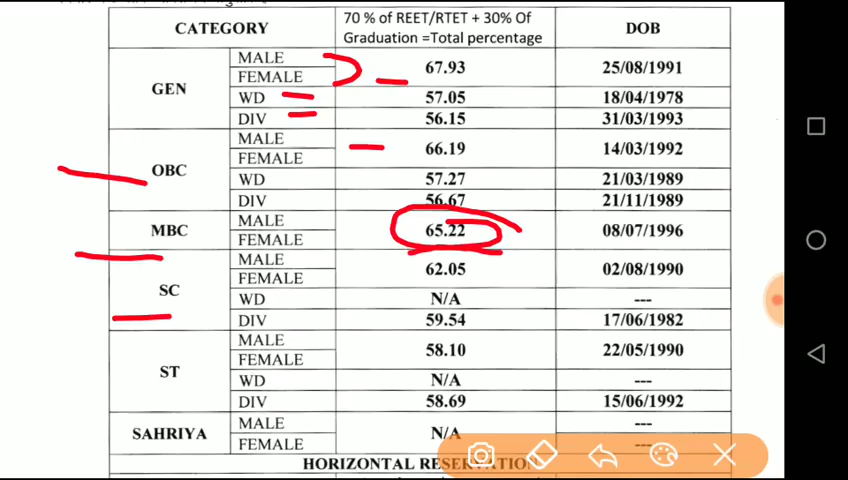 CATEGORY 70 % of REET/RTET + 30% Of Graduation =Total percentage DOB
GEN
MALE
FEMALE 67.93 25/08/1991
WD 57.05 18/04/1978
DIV 56.15 31/03/1993
OBC
MALE
FEMALE 66.19 14/03/1992
WD 57.27 21/03/1989
DIV 56.67 21/11/1989
MBC
MALE
FEMALE 65.22 08/07/1996
SC
MALE
FEMALE 62.05 02/08/1990
WD N/A ---
DIV 59.54 17/06/1982
ST
MALE
FEMALE 58.10 22/05/1990
WD N/A ---
DIV 58.69 15/06/1992
SAHRIYA
MALE ---
FEMALE N/A ---
HORIZONTAL RESERVATION